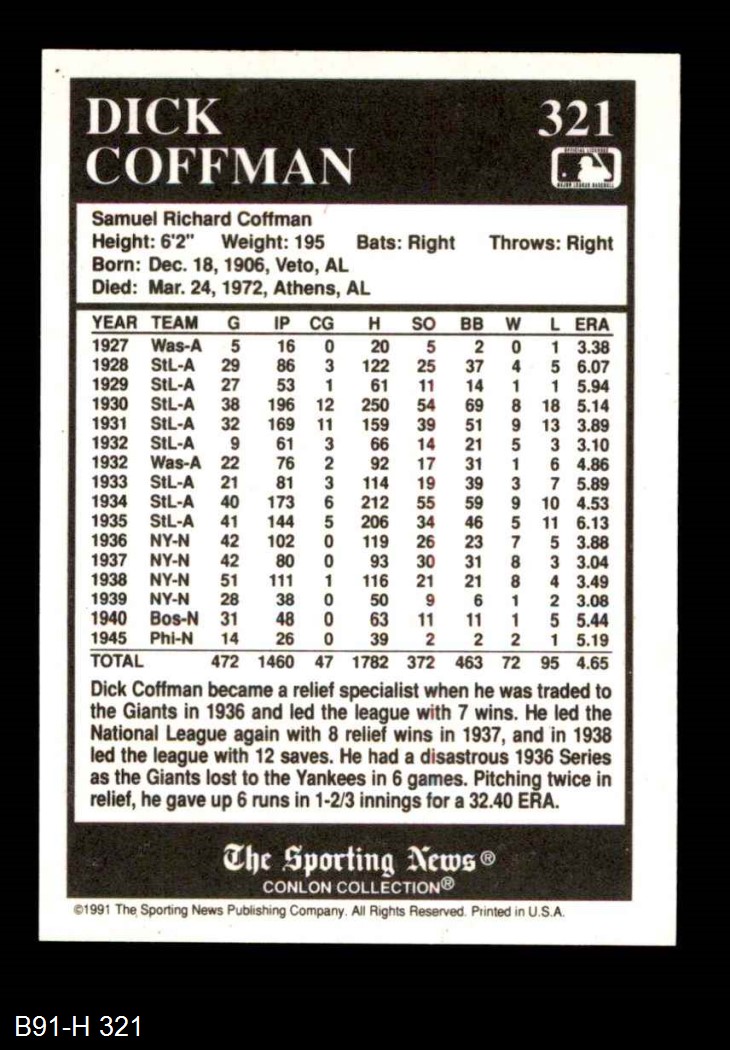 DICK
COFFMAN
321
MAJOR LEAGUE BASEBALL
Samuel Richard Coffman
Height: 6'2" Weight: 195 Bats: Right Throws: Right
Born: Dec. 18, 1906, Veto, AL
Died: Mar. 24, 1972, Athens, AL
YEAR TEAM G IP CG H SO BB W L ERA
1927 Was-A 5 16 0 20 5 2 0 1 3.38
1928 StL-A 29 86 3 122 25 37 4 5 6.07
1929 StL-A 27 53 1 61 11 14 1 1 5.94
1930 StL-A 38 196 12 250 54 69 8 18 5.14
1931 StL-A 32 169 11 159 39 51 9 13 3.89
1932 StL-A 9 61 3 66 14 21 5 3 3.10
1932 Was-A 22 76 2 92 17 31 1 6 4.86
1933 StL-A 21 81 3 114 19 39 3 7 5.89
1934 StL-A 40 173 6 212 55 59 9 10 4.53
1935 StL-A 41 144 5 206 34 46 5 11 6.13
1936 NY-N 42 102 0 119 26 23 7 5 3.88
1937 NY-N 42 80 0 93 30 31 8 3 3.04
1938 NY-N 51 111 1 116 21 21 8 4 3.49
1939 NY-N 28 38 0 50 9 6 1 2 3.08
1940 Bos-N 31 48 0 63 11 11 1 5 5.44
1945 Phi-N 14 26 0 39 2 2 2 1 5.19
TOTAL 472 1460 47 1782 372 463 72 95 4.65
Dick Coffman became a relief specialist when he was traded to
the Giants in 1936 and led the league with 7 wins. He led the
National League again with 8 relief wins in 1937, and in 1938
led the league with 12 saves. He had a disastrous 1936 Series
as the Giants lost to the Yankees in 6 games. Pitching twice in
relief, he gave up 6 runs in 1-2/3 innings for a 32.40 ERA.
The Sporting News®
CONLON COLLECTION®
©1991 The Sporting News Publishing Company. All Rights Reserved. Printed in U.S.A.
B91-H 321